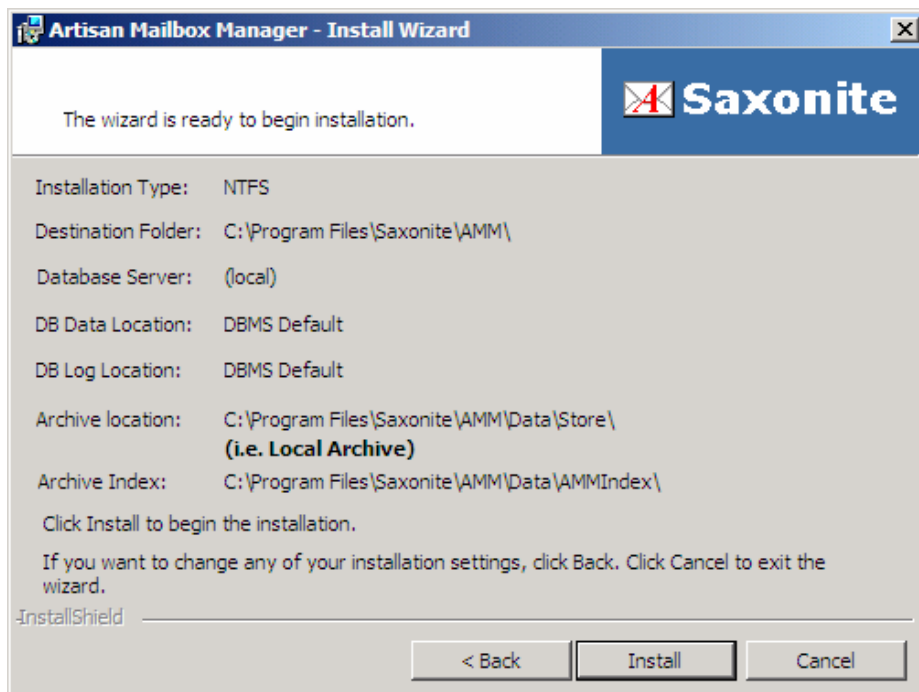 Artisan Mailbox Manager - Install Wizard
The wizard is ready to begin installation.
A Saxonite
Installation Type: NTFS
Destination Folder: C:\Program Files\Saxonite\AMM\
Database Server: (local)
DB Data Location: DBMS Default
DB Log Location: DBMS Default
Archive location: C:\Program Files\Saxonite\AMM\Data\Store\
(i.e. Local Archive)
Archive Index: C:\Program Files\Saxonite\AMM\Data\AMMIndex\
Click Install to begin the installation.
If you want to change any of your installation settings, click Back. Click Cancel to exit the
wizard.
InstallShield
< Back Install Cancel